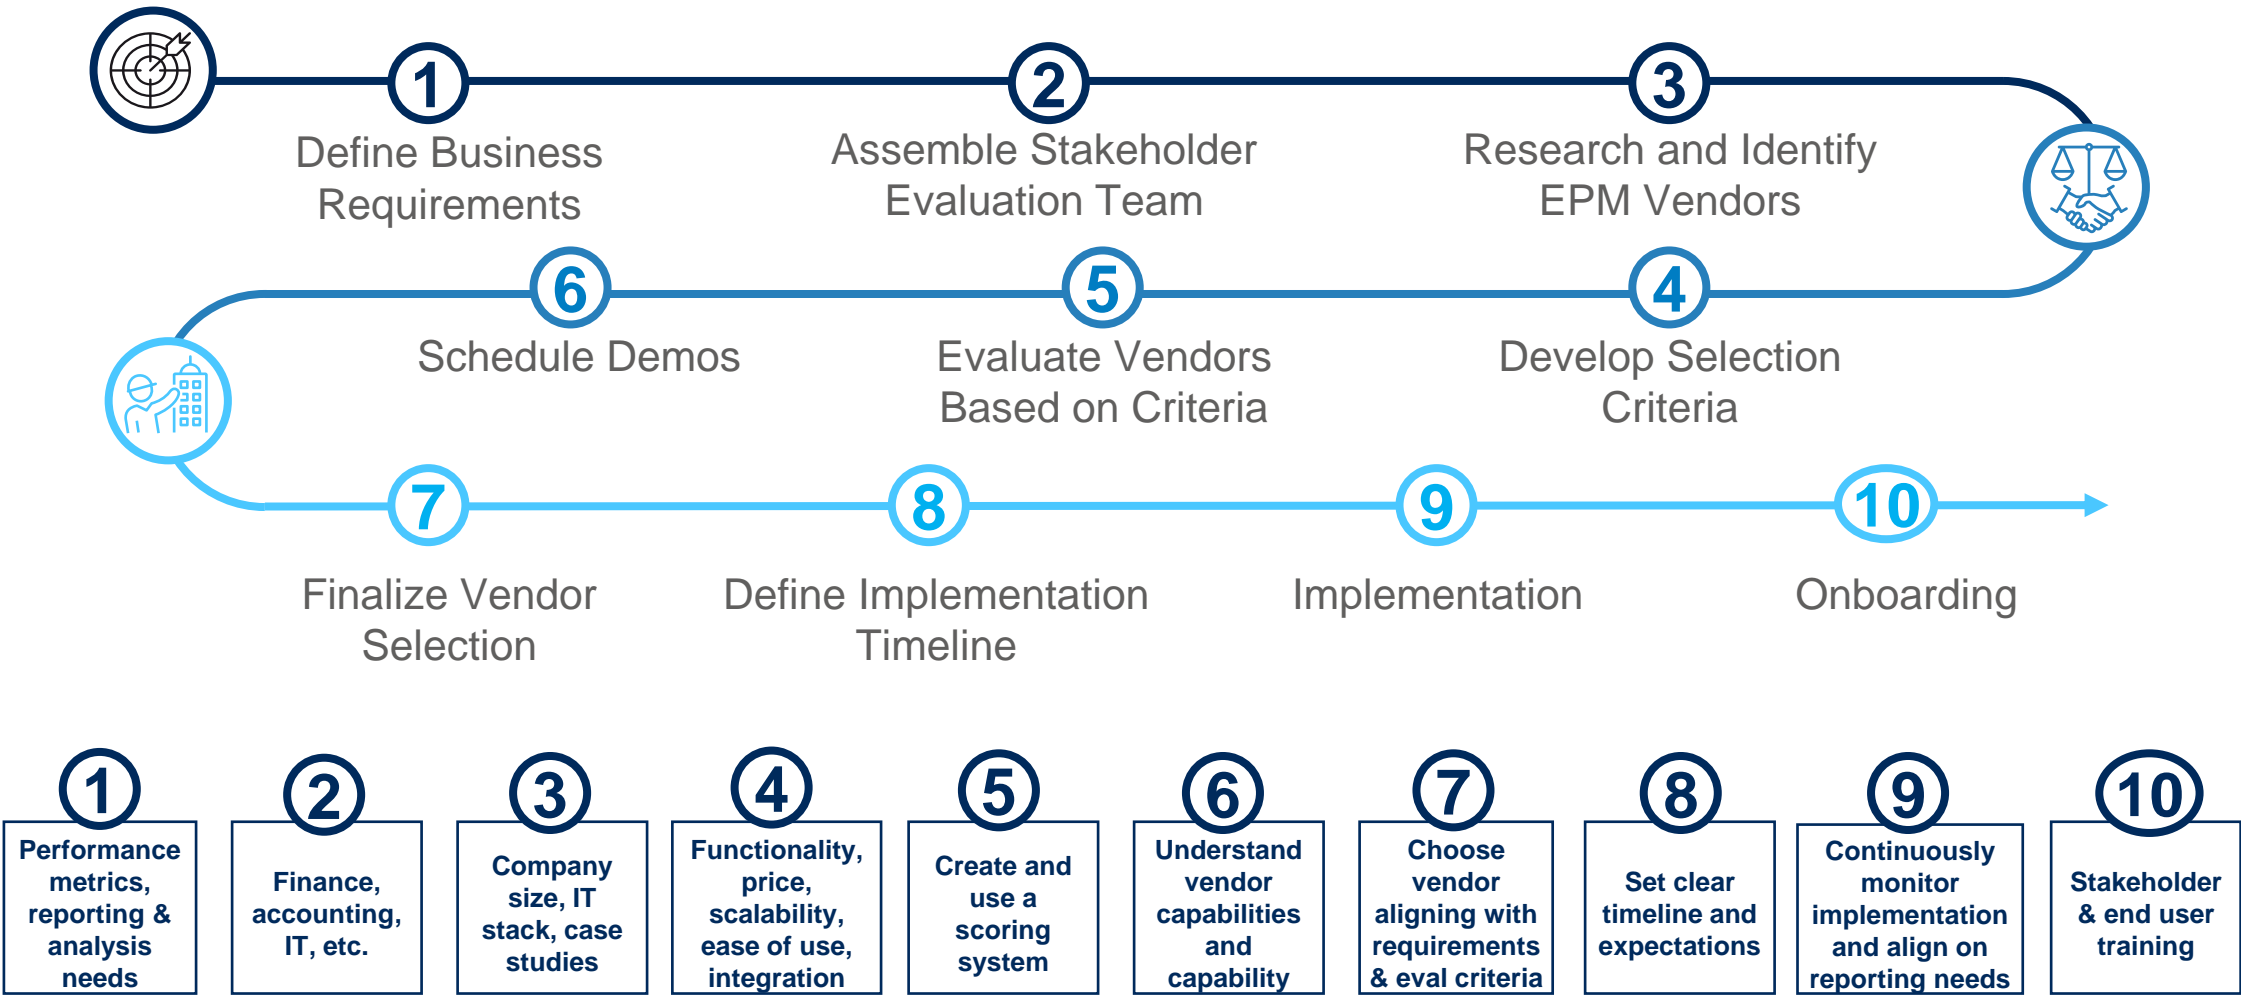 1
Define Business
Requirements
2
Assemble Stakeholder
Evaluation Team
3
Research and Identify
EPM Vendors
4
Develop Selection
Criteria
5
Evaluate Vendors
Based on Criteria
6
Schedule Demos
7
Finalize Vendor
Selection
8
Define Implementation
Timeline
9
Implementation
10
Onboarding
1
Performance
metrics,
reporting &
analysis
needs
2
Finance,
accounting,
IT, etc.
3
Company
size, IT
stack, case
studies
4
Functionality,
price,
scalability,
ease of use,
integration
5
Create and
use a
scoring
system
6
Understand
vendor
capabilities
and
capability
7
Choose
vendor
aligning with
requirements
& eval criteria
8
Set clear
timeline and
expectations
9
Continuously
monitor
implementation
and align on
reporting needs
10
Stakeholder
& end user
training